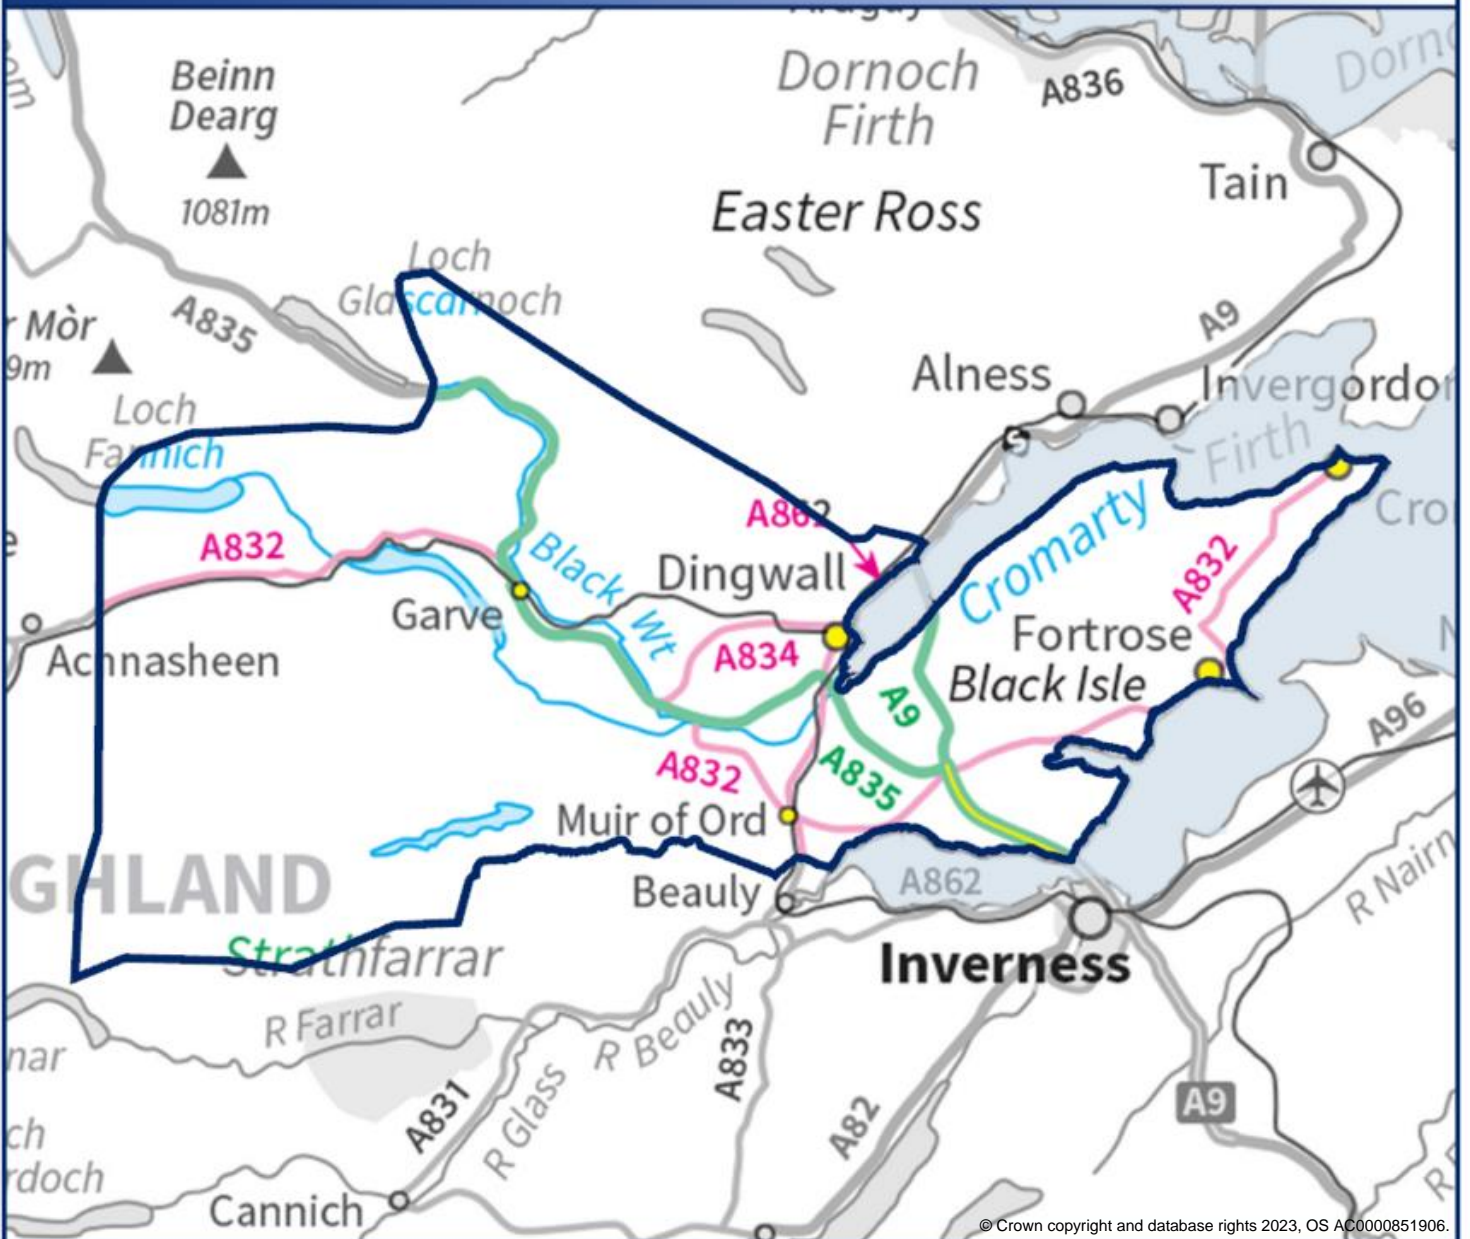 A836
Dornoch
Firth
Beinn
Dearg
1081m
Tain
Easter Ross
Loch
Glascarnoch
A835
r Mòr
9m
A9
Alness
Invergordon
Loch
Fannich
Firth
A862
A832
Black Wt
Dingwall
Cromarty
A832
Cro
Garve
Fortrose
Achnasheen
A834
Black Isle
A9
A96
A832
A835
Muir of Ord
GHLAND
Beauly
A862
R Nairn
Strathfarrar
Inverness
R Farrar
R Beauly
nar
A833
A831
R Glass
A82
A9
ch
rdoch
Cannich
© Crown copyright and database rights 2023, OS AC0000851906.